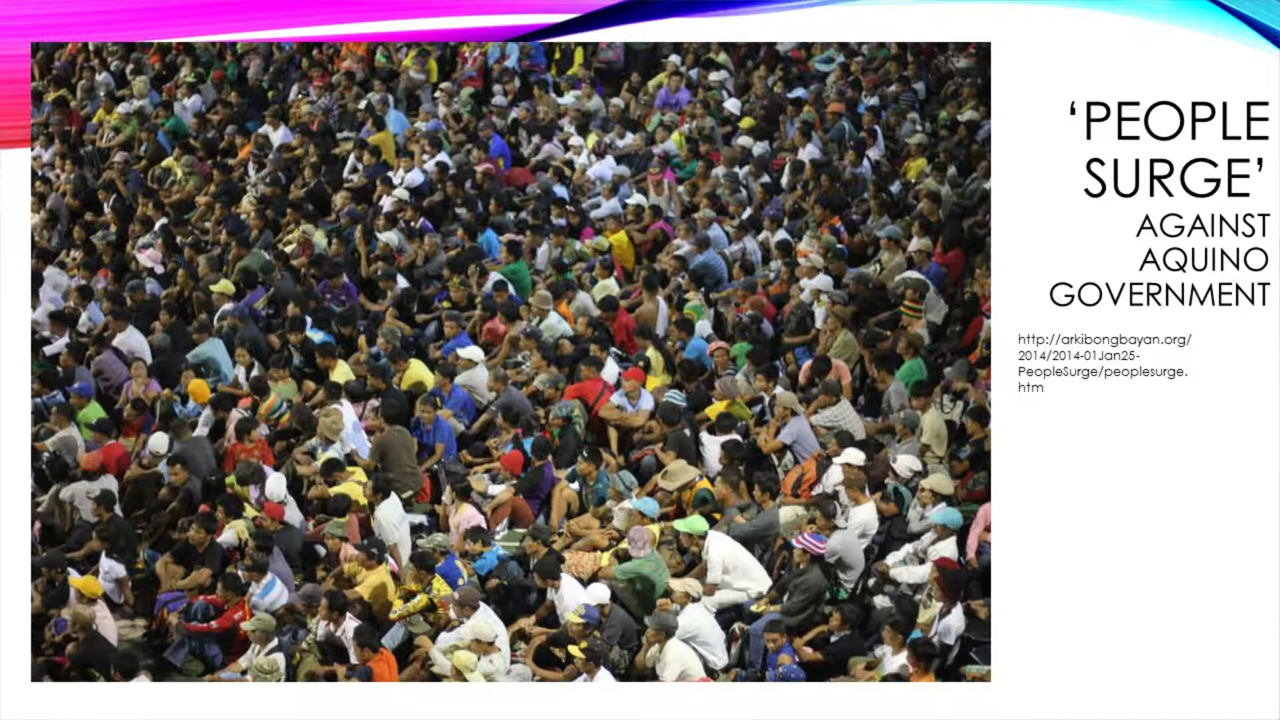 ‘PEOPLE
SURGE’
AGAINST
AQUINO
GOVERNMENT
http://arkibongbayan.org/
2014/2014-01Jan25-
PeopleSurge/peoplesurge.
htm